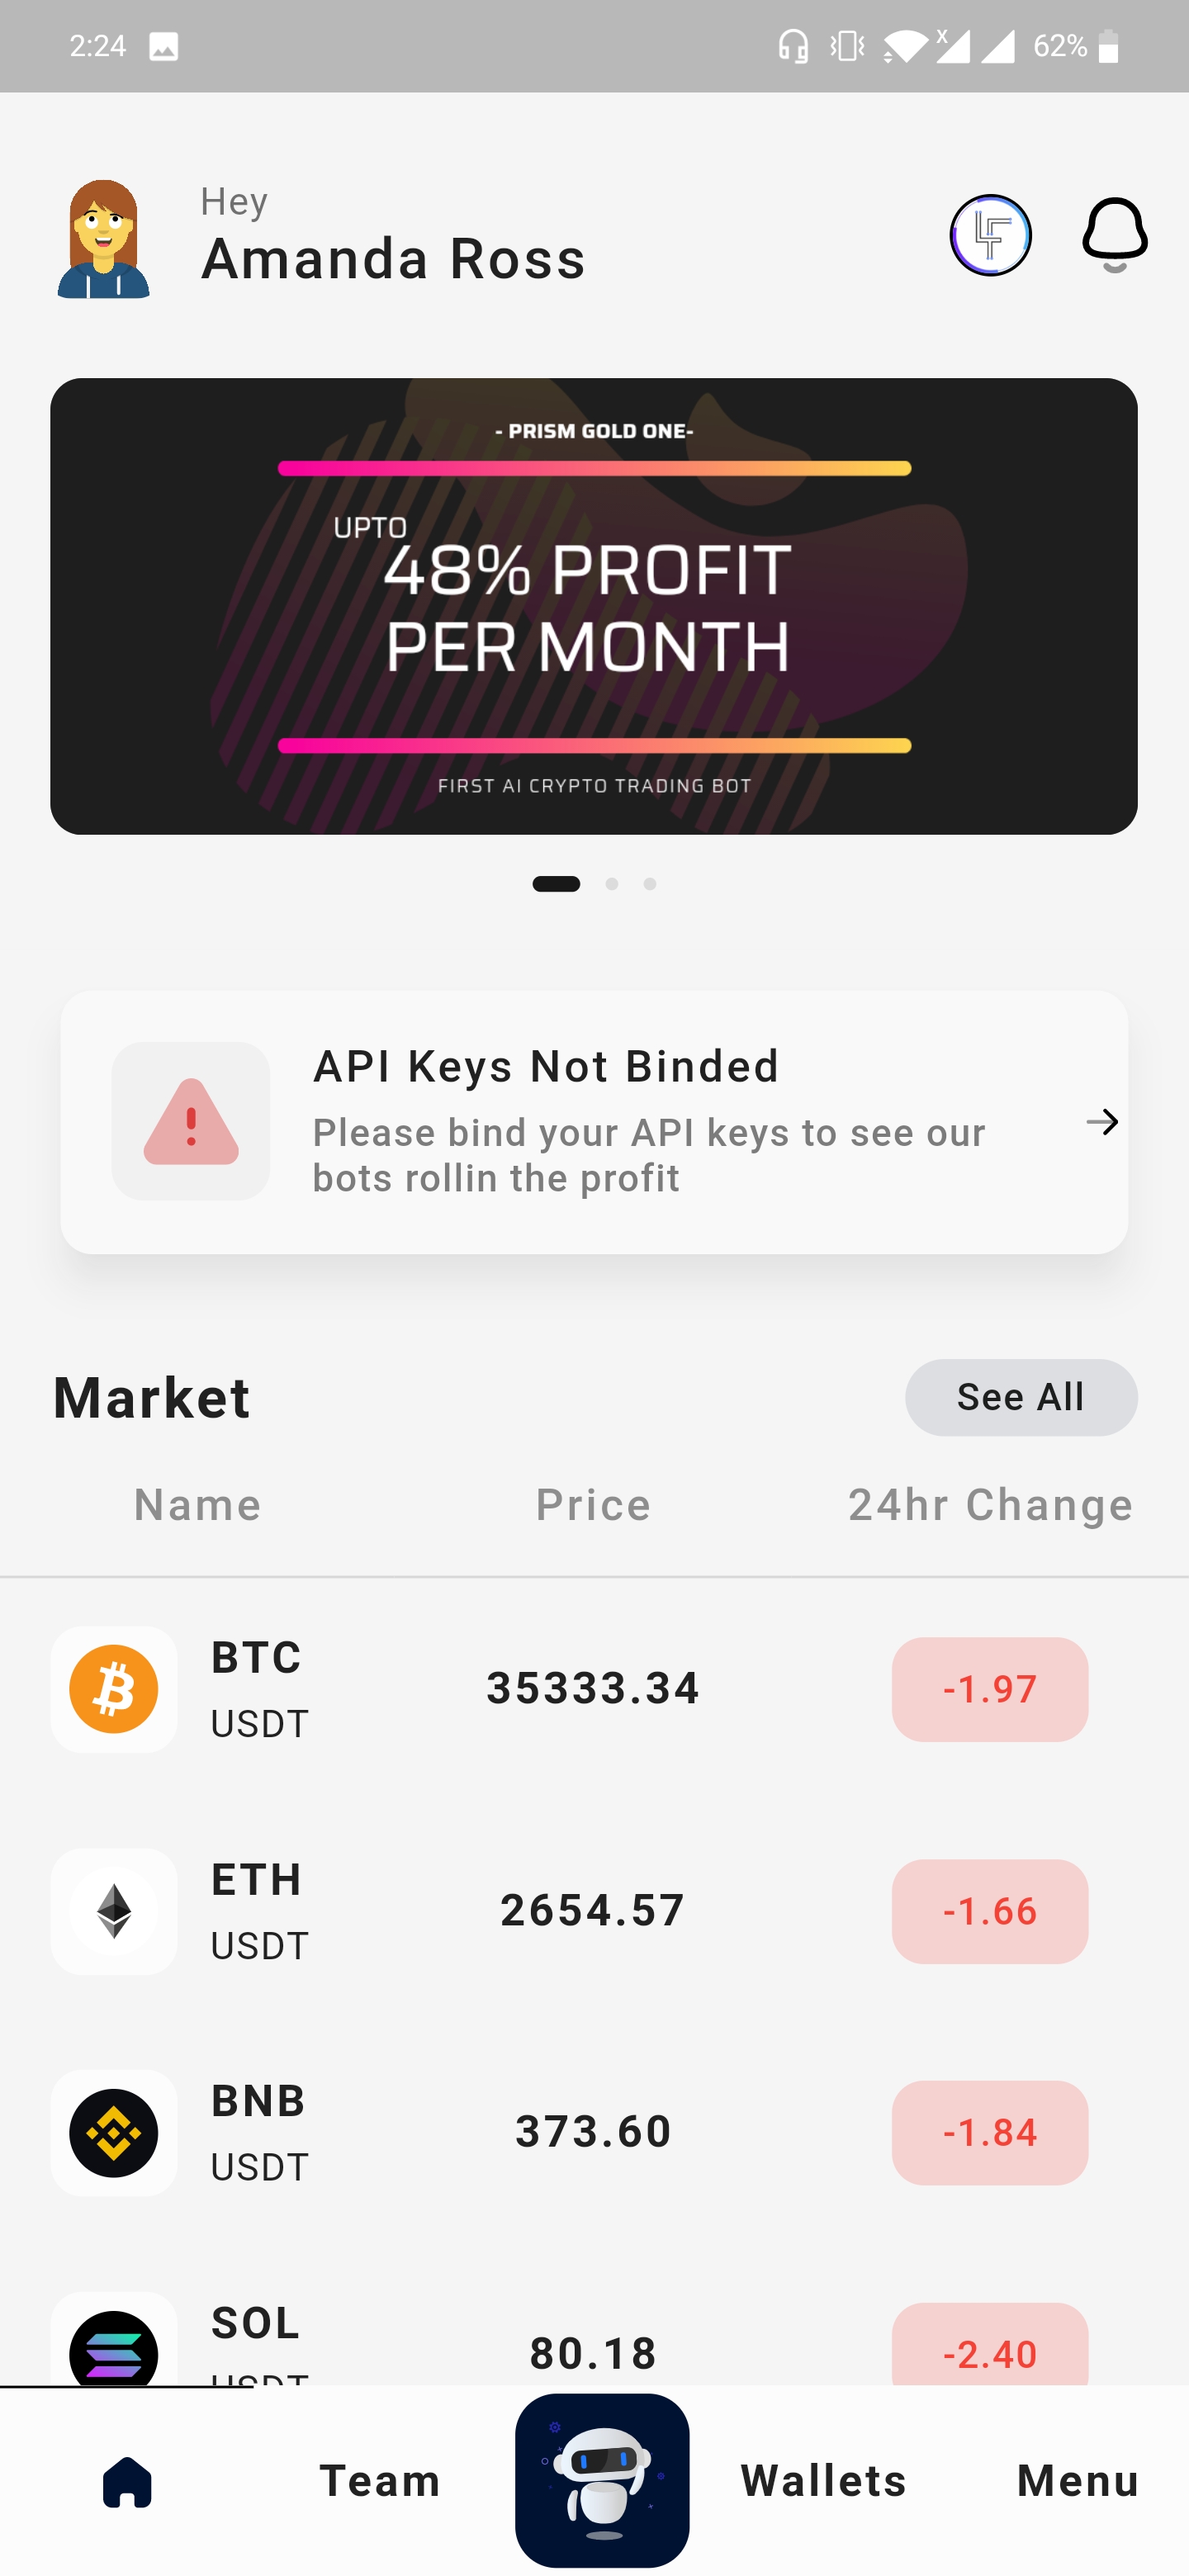 2:24
X
62%
Hey
Amanda Ross
- PRISM GOLD ONE-
UPTO
48% PROFIT
PER MONTH
FIRST AI CRYPTO TRADING BOT
API Keys Not Binded
Please bind your API keys to see our
bots rollin the profit
Market
See All
Name Price 24hr Change
BTC
USDT
35333.34
-1.97
ETH
USDT
2654.57
-1.66
BNB
USDT
373.60
-1.84
SOL
USDT
80.18
-2.40
Team
Wallets
Menu